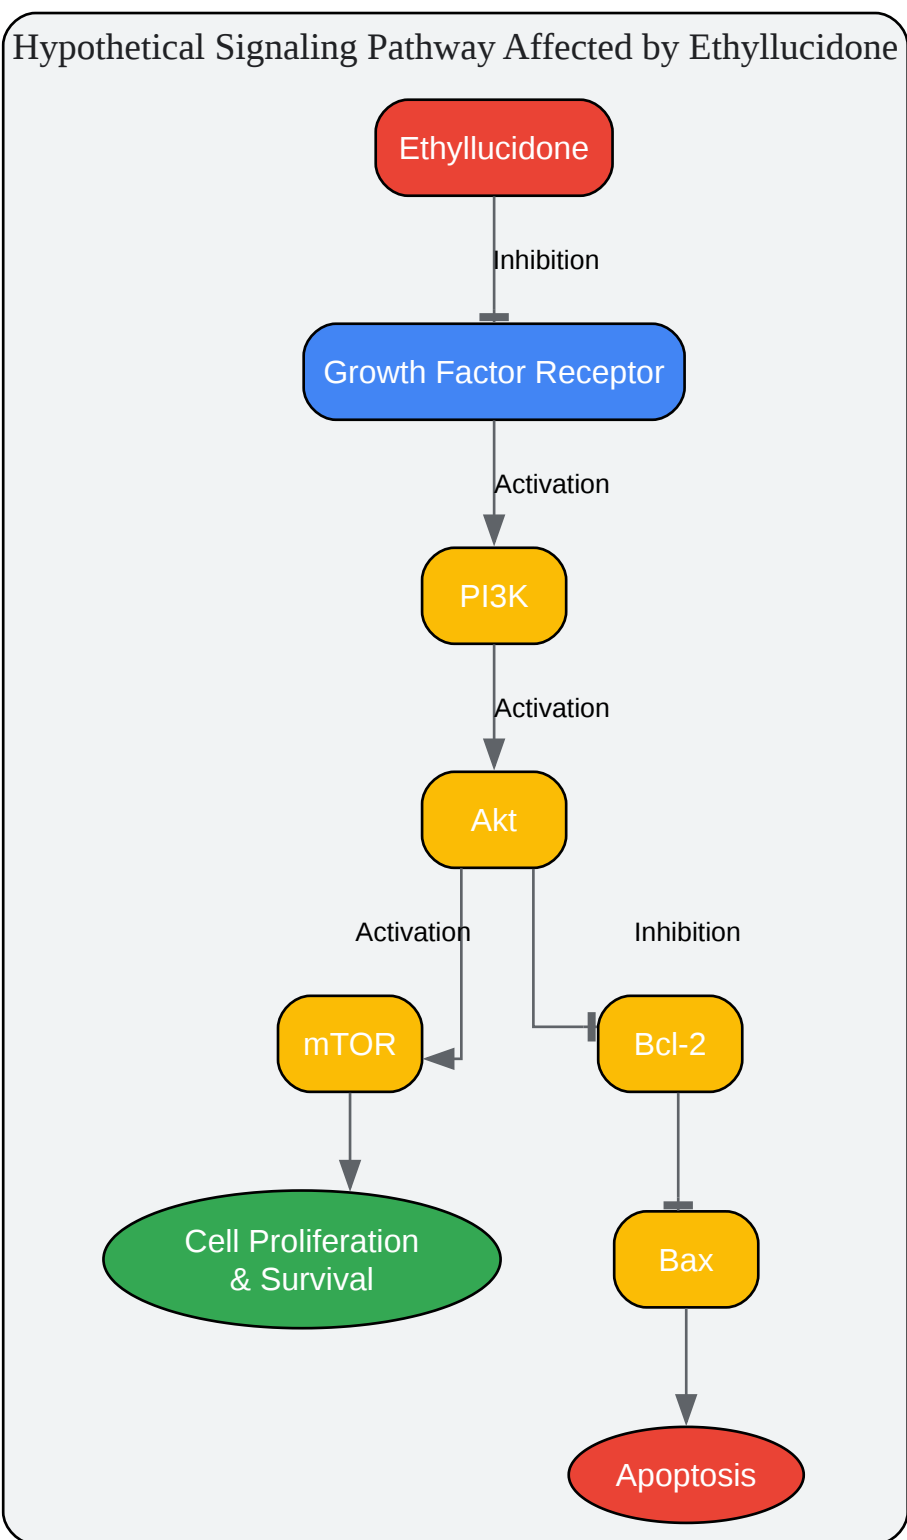 Hypothetical Signaling Pathway Affected by Ethyllucidone
Ethyllucidone
Inhibition
Growth Factor Receptor
Activation
PI3K
Activation
Akt
Activation
Inhibition
mTOR
Bcl-2
Cell Proliferation
& Survival
Bax
Apoptosis